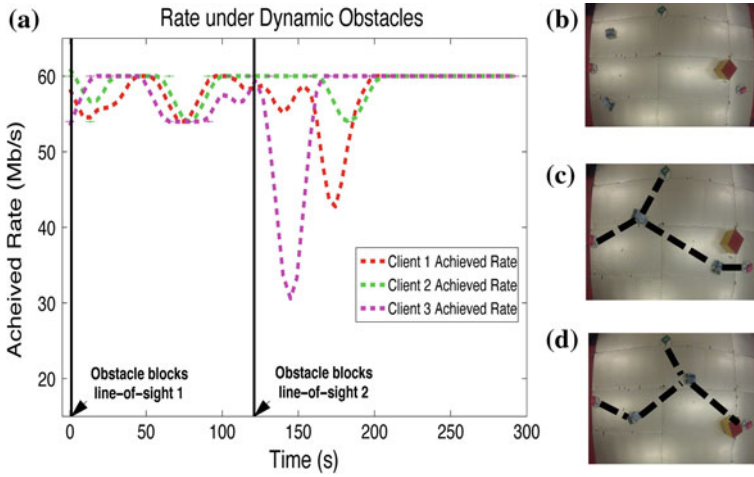 (a)
Rate under Dynamic Obstacles
Acheived Rate (Mb/s)
60
50
40
30
20
Client 1 Achieved Rate
Client 2 Achieved Rate
Client 3 Achieved Rate
Obstacle blocks
line-of-sight 1
Obstacle blocks
line-of-sight 2
0
50
100
150
200
250
300
Time (s)
(b)
(c)
(d)